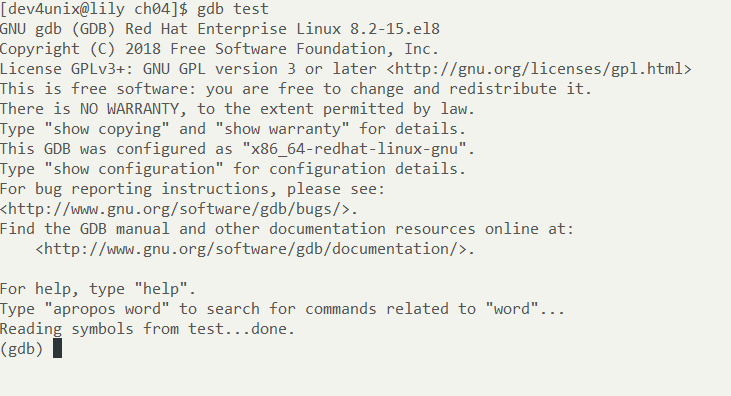 [dev4unix@lily ch04]$ gdb test
GNU gdb (GDB) Red Hat Enterprise Linux 8.2-15.el8
Copyright (C) 2018 Free Software Foundation, Inc.
License GPLv3+: GNU GPL version 3 or later <http://gnu.org/licenses/gpl.html>
This is free software: you are free to change and redistribute it.
There is NO WARRANTY, to the extent permitted by law.
Type "show copying" and "show warranty" for details.
This GDB was configured as "x86_64-redhat-linux-gnu".
Type "show configuration" for configuration details.
For bug reporting instructions, please see:
<http://www.gnu.org/software/gdb/bugs/>.
Find the GDB manual and other documentation resources online at:
    <http://www.gnu.org/software/gdb/documentation/>.

For help, type "help".
Type "apropos word" to search for commands related to "word"...
Reading symbols from test...done.
(gdb)